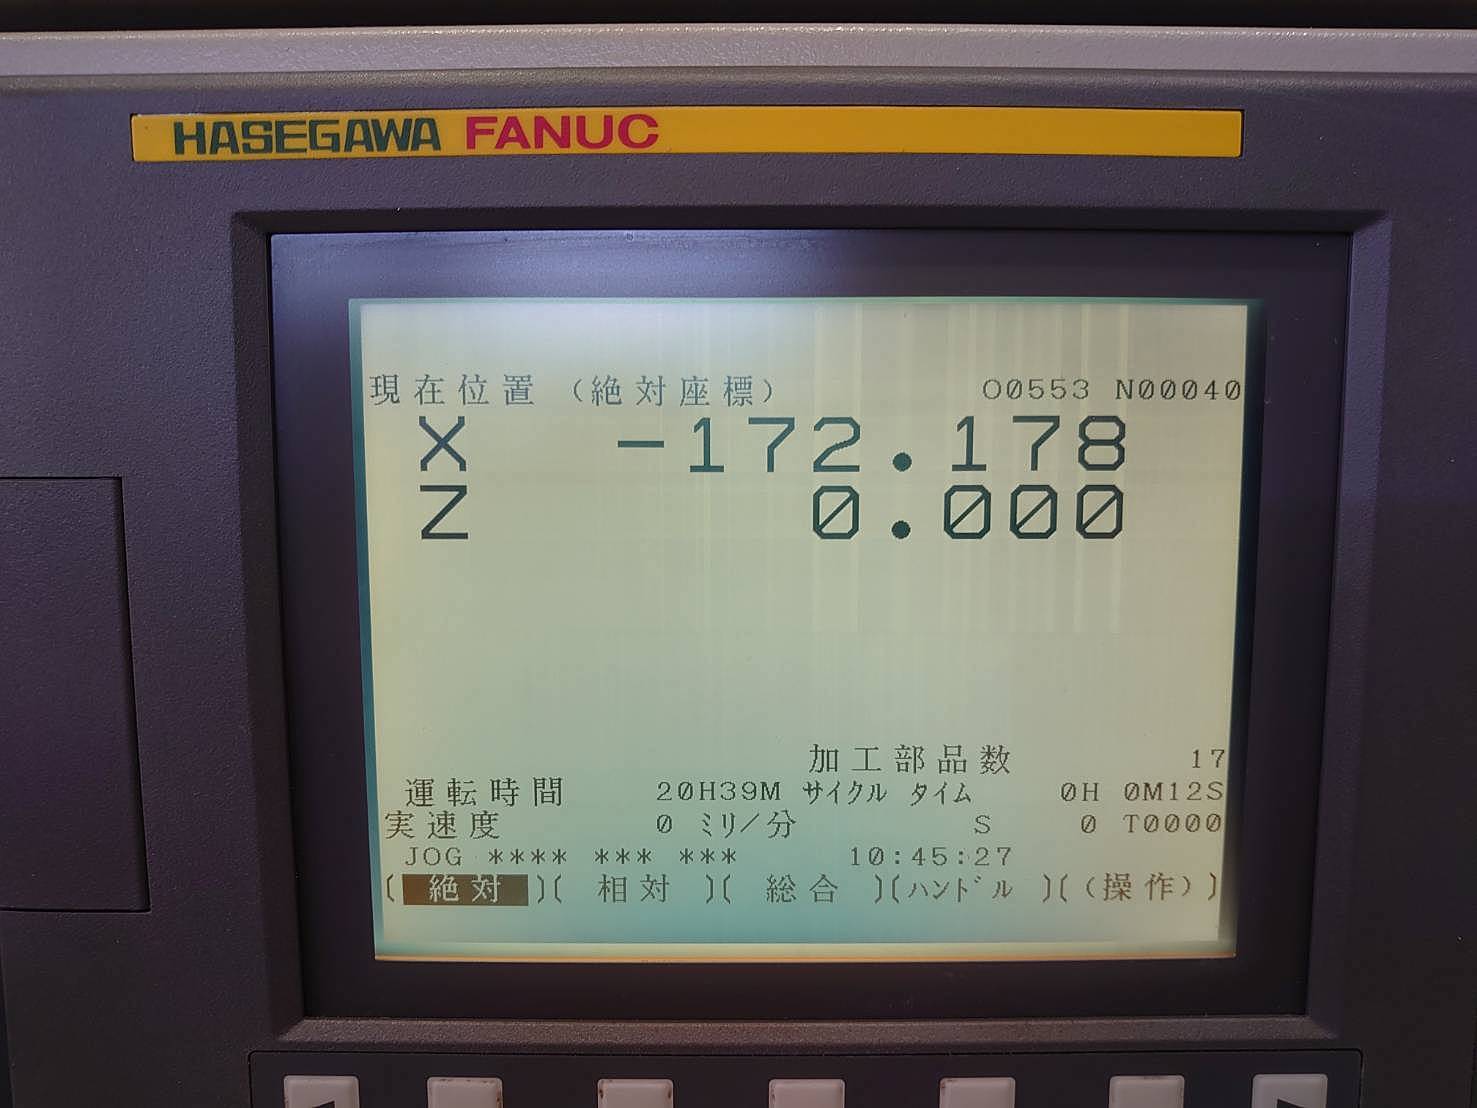 HASEGAWA FANUC
現在位置 (絶対座標) O0553 N00040
X -172.178
Z 0.000
加工部品数 17
運転時間 20H39M サイクル タイム 0H 0M12S
実速度 0 ミリ/分 S 0 T0000
JOG **** *** *** 10:45:27
[ 絶対 ][ 相対 ][ 総合 ][ハンドル ][(操作)]